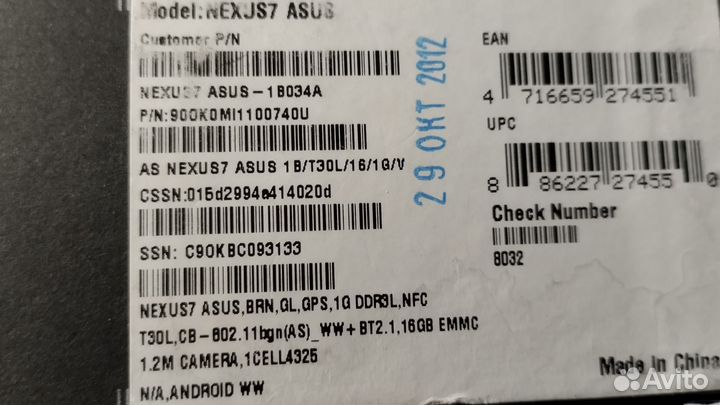 Model:NEXUS7 ASUS
Customer P/N
NEXUS7 ASUS-1B034A
P/N:90OK0MI1100740U
AS NEXUS7 ASUS 1B/T30L/16/1G/V
CSSN:015d2994a414020d
SSN: C9OKBC093133
NEXUS7 ASUS,BRN,GL,GPS,1G DDR3L,NFC
T30L,CB-802.11bgn(AS)_WW+BT2.1,16GB EMMC
1.2M CAMERA,1CELL4325
N/A,ANDROID WW
29 ОКТ 2012
EAN
4 716659 274551
UPC
8 86227 27455 0
Check Number
8032
Made In China
Avito